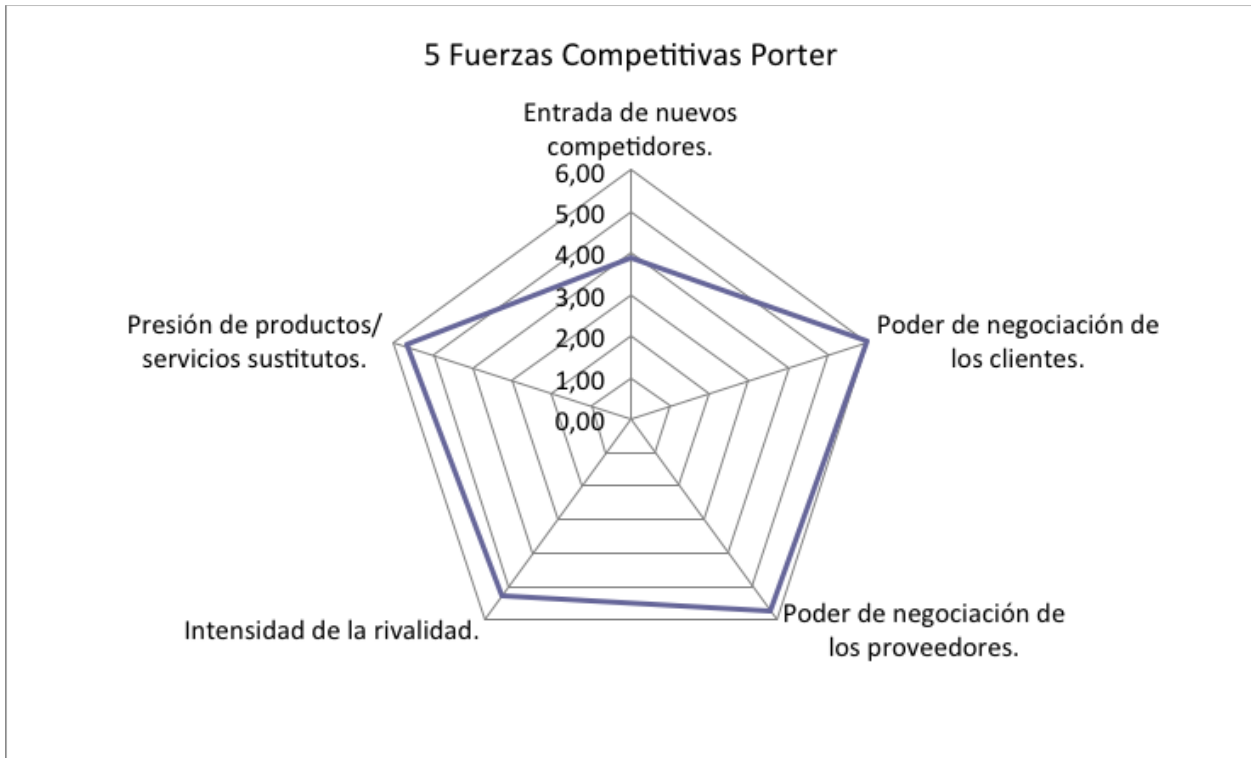 5 Fuerzas Competitivas Porter
Entrada de nuevos
competidores.
6,00
5,00
4,00
3,00
2,00
1,00
0,00
Poder de negociación de
los clientes.
Poder de negociación de
los proveedores.
Intensidad de la rivalidad.
Presión de productos/
servicios sustitutos.